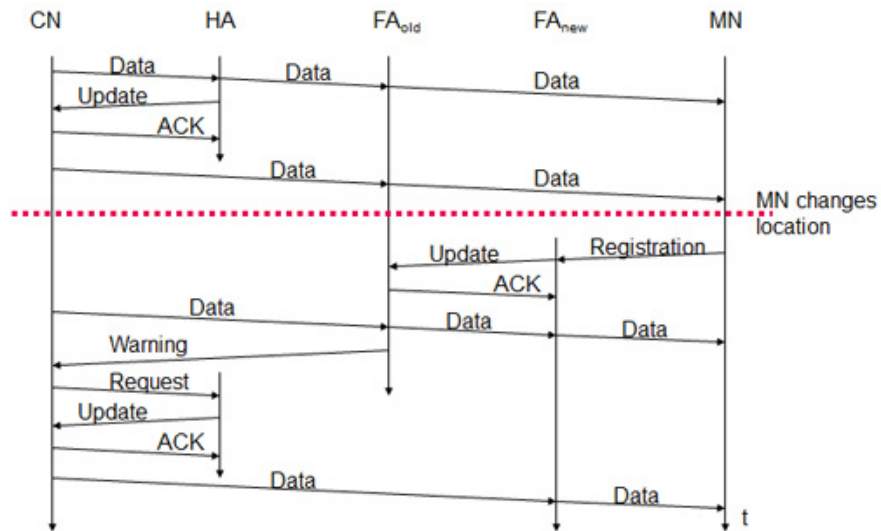 CN HA FAold FAnew MN
Data Data Data
Update
ACK
Data Data
MN changes
location
Registration
Update
ACK
Data Data Data
Warning
Request
Update
ACK
Data Data
t